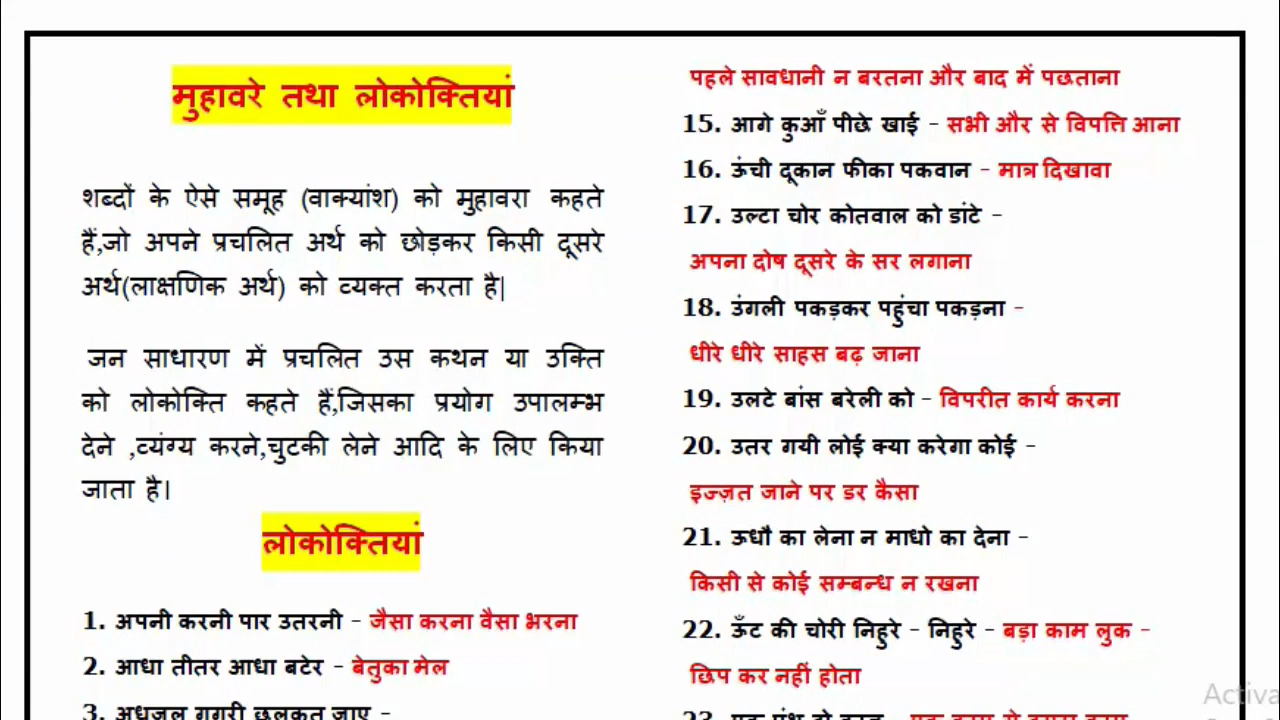 मुहावरे तथा लोकोक्तियां
शब्दों के ऐसे समूह (वाक्यांश) को मुहावरा कहते
हैं,जो अपने प्रचलित अर्थ को छोड़कर किसी दूसरे
अर्थ(लाक्षणिक अर्थ) को व्यक्त करता है|
जन साधारण में प्रचलित उस कथन या उक्ति
को लोकोक्ति कहते हैं,जिसका प्रयोग उपालम्भ
देने ,व्यंग्य करने,चुटकी लेने आदि के लिए किया
जाता है।
लोकोक्तियां
1. अपनी करनी पार उतरनी - जैसा करना वैसा भरना
2. आधा तीतर आधा बटेर - बेतुका मेल
3. अधजल गगरी छलकत जाए -
पहले सावधानी न बरतना और बाद में पछताना
15. आगे कुआँ पीछे खाई - सभी और से विपत्ति आना
16. ऊंची दूकान फीका पकवान - मात्र दिखावा
17. उल्टा चोर कोतवाल को डांटे -
अपना दोष दूसरे के सर लगाना
18. उंगली पकड़कर पहुंचा पकड़ना -
धीरे धीरे साहस बढ़ जाना
19. उलटे बांस बरेली को - विपरीत कार्य करना
20. उतर गयी लोई क्या करेगा कोई -
इज्ज़त जाने पर डर कैसा
21. ऊधौ का लेना न माधो का देना -
किसी से कोई सम्बन्ध न रखना
22. ऊँट की चोरी निहुरे - निहुरे - बड़ा काम लुक -
छिप कर नहीं होता
23.
Activa